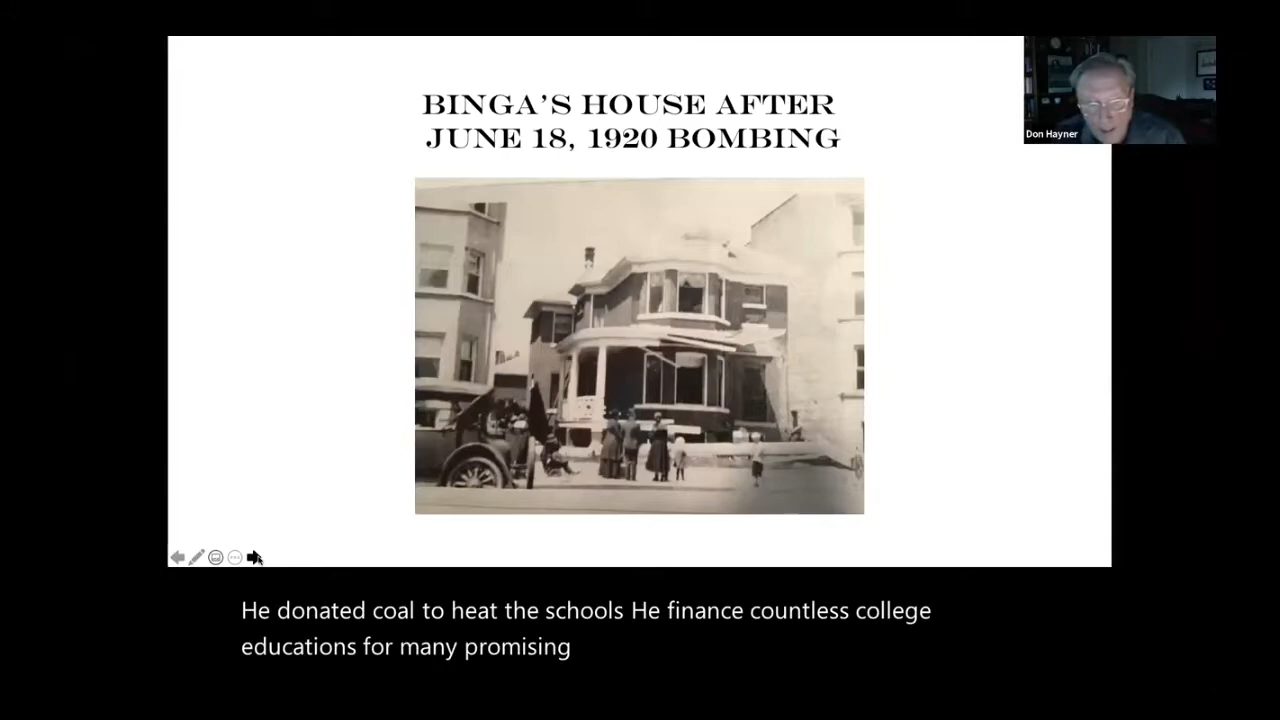 BINGA'S HOUSE AFTER
JUNE 18, 1920 BOMBING
Don Hayner
He donated coal to heat the schools He finance countless college
educations for many promising